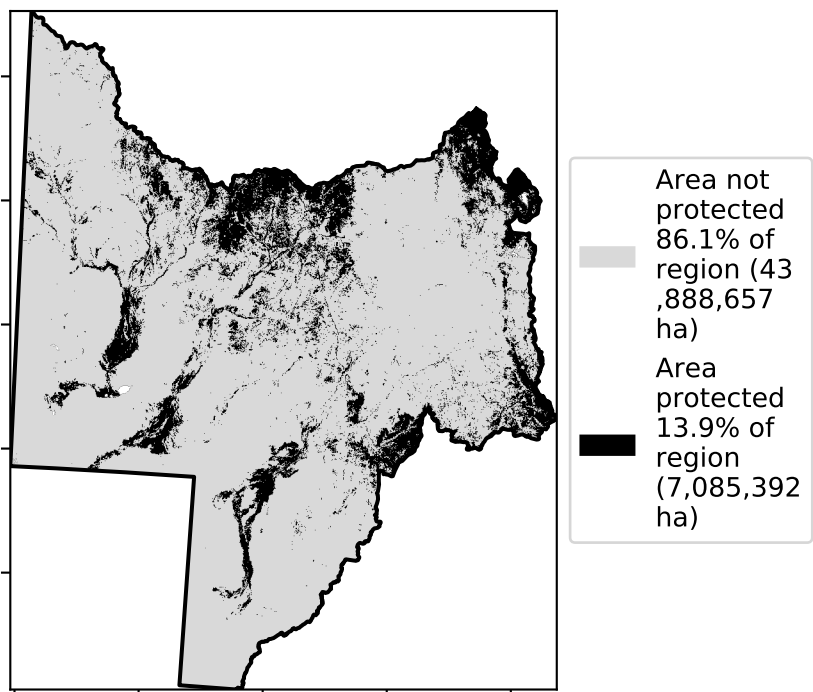 Area not
protected
86.1% of
region (43
,888,657
ha)
Area
protected
13.9% of
region
(7,085,392
ha)